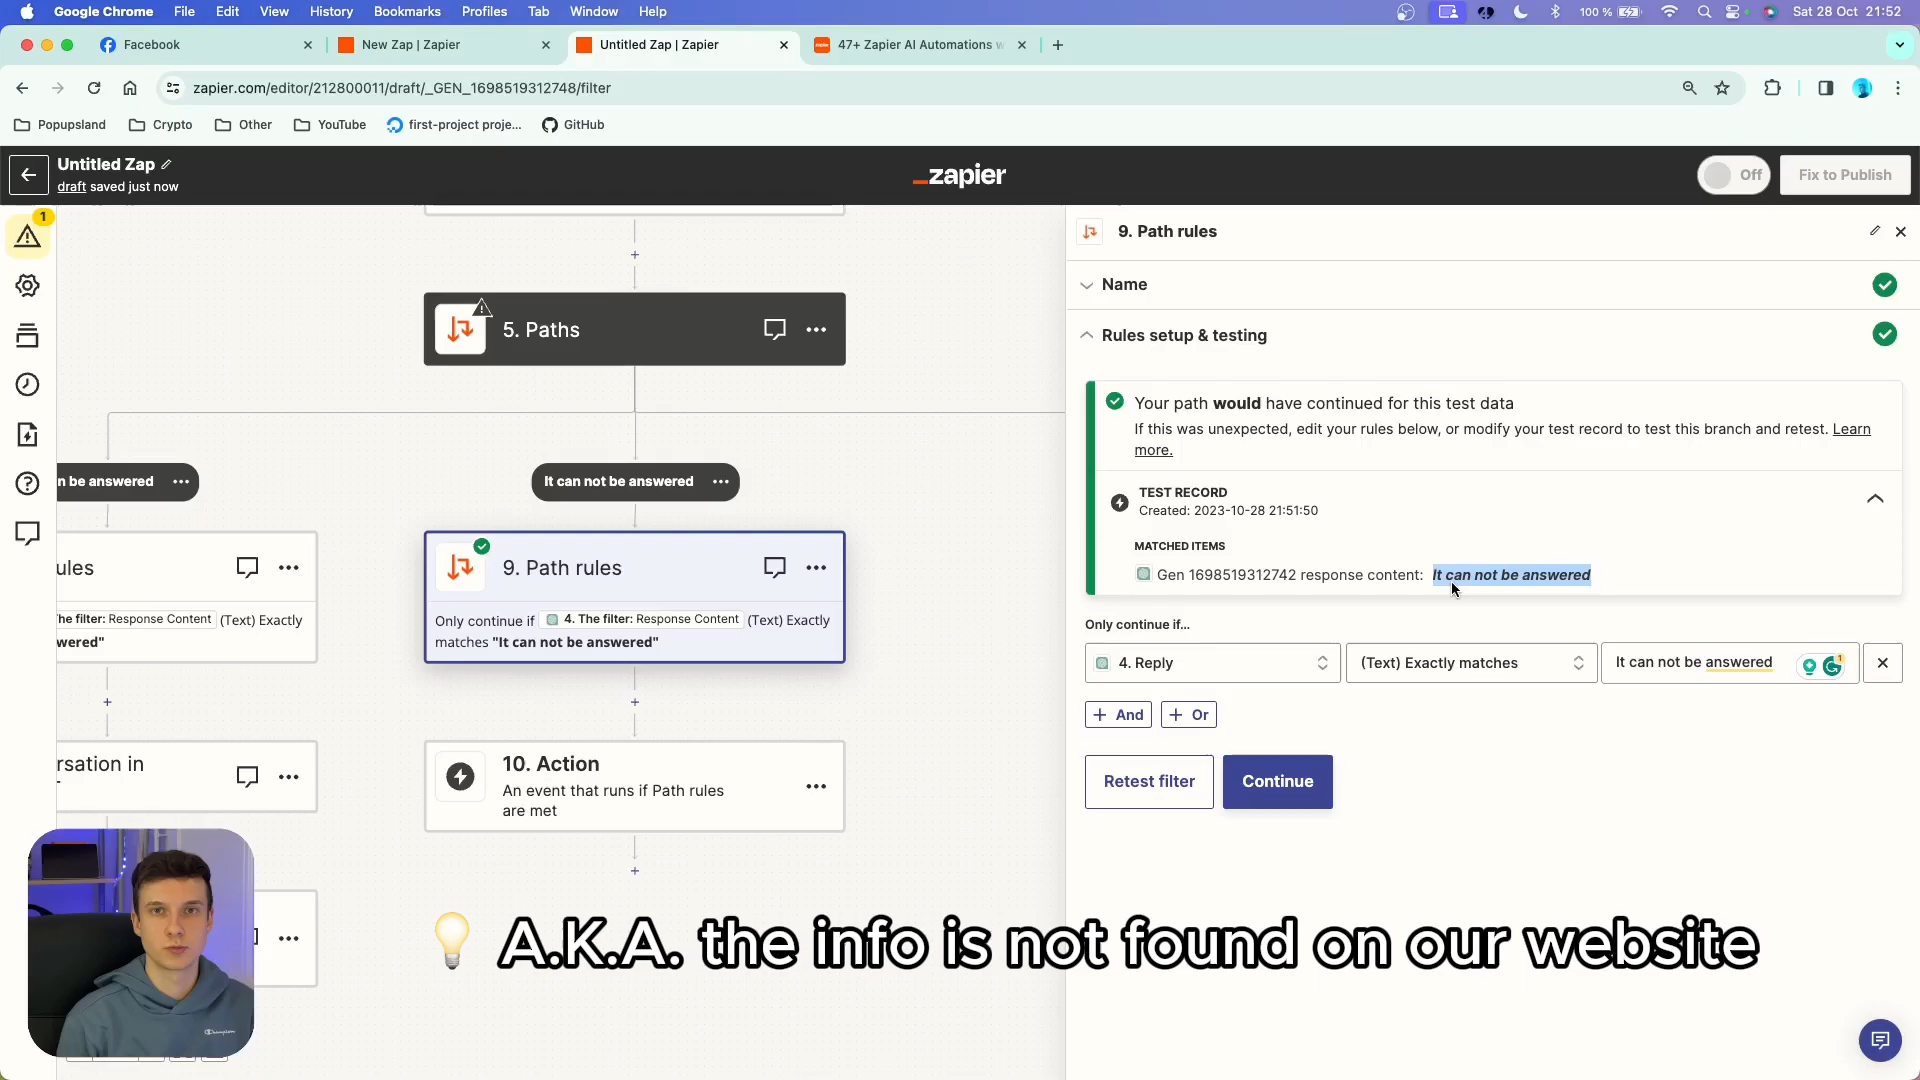 Google Chrome File Edit View History Bookmarks Profiles Tab Window Help 100 % Sat 28 Oct 21:52
Facebook New Zap | Zapier Untitled Zap | Zapier 47+ Zapier AI Automations
zapier.com/editor/212800011/draft/_GEN_1698519312748/filter
Popupsland Crypto Other YouTube first-project proje... GitHub
Untitled Zap
draft saved just now
zapier
Off
Fix to Publish
1
5. Paths
n be answered
It can not be answered
ules
he filter: Response Content (Text) Exactly
wered"
9. Path rules
Only continue if 4. The filter: Response Content (Text) Exactly
matches "It can not be answered"
rsation in
10. Action
An event that runs if Path rules
are met
9. Path rules
Name
Rules setup & testing
Your path would have continued for this test data
If this was unexpected, edit your rules below, or modify your test record to test this branch and retest. Learn
more.
TEST RECORD
Created: 2023-10-28 21:51:50
MATCHED ITEMS
Gen 1698519312742 response content: It can not be answered
Only continue if...
4. Reply (Text) Exactly matches It can not be answered 1
And Or
Retest filter Continue
A.K.A. the info is not found on our website
Champion